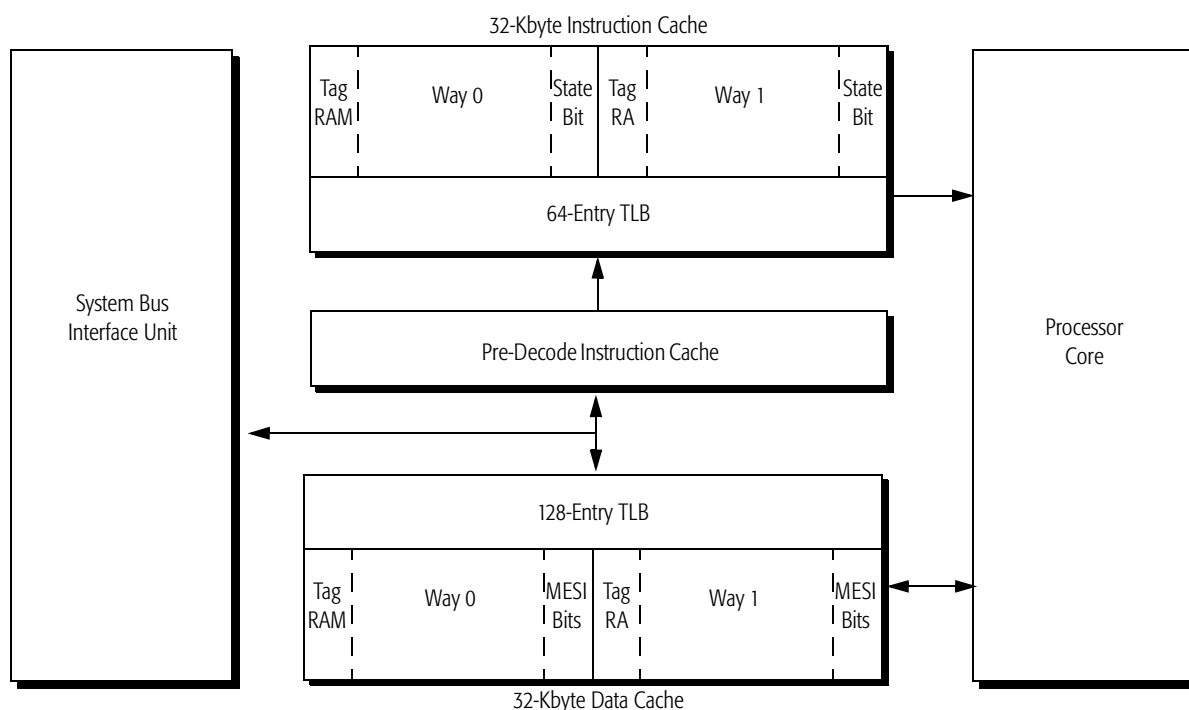 32-Kbyte Instruction Cache
Tag
RAM
Way 0
State
Bit
Tag
RA
Way 1
State
Bit
64-Entry TLB
System Bus
Interface Unit
Pre-Decode Instruction Cache
Processor
Core
128-Entry TLB
Tag
RAM
Way 0
MESI
Bits
Tag
RA
Way 1
MESI
Bits
32-Kbyte Data Cache